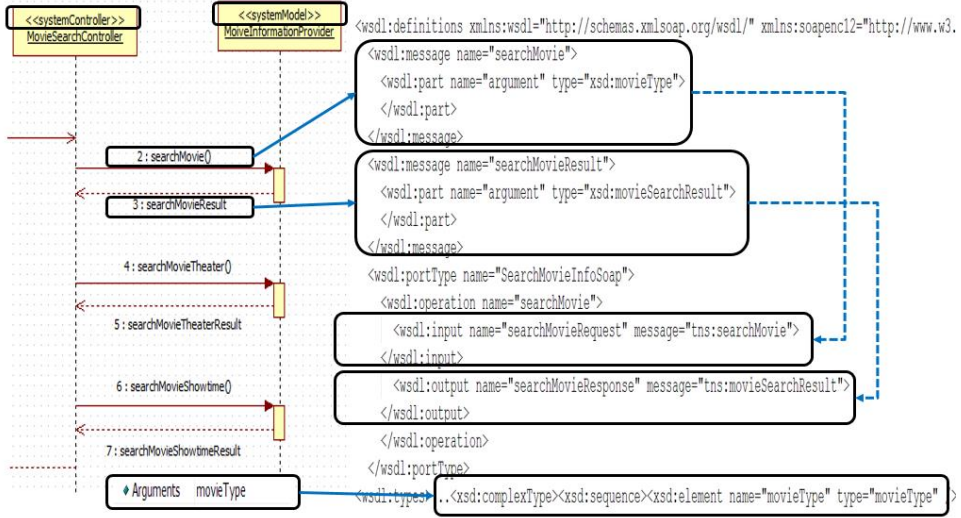 <<systemController>>
MovieSearchController
<<systemModel>>
MoiveInformationProvider
2 : searchMovie()
3 : searchMovieResult
4 : searchMovieTheater()
5 : searchMovieTheaterResult
6 : searchMovieShowtime()
7 : searchMovieShowtimeResult
Arguments movieType
<wsdl:definitions xmlns:wsdl="http://schemas.xmlsoap.org/wsdl/" xmlns:soapenc12="http://www.w3.
<wsdl:message name="searchMovie">
<wsdl:part name="argument" type="xsd:movieType">
</wsdl:part>
</wsdl:message>
<wsdl:message name="searchMovieResult">
<wsdl:part name="argument" type="xsd:movieSearchResult">
</wsdl:part>
</wsdl:message>
<wsdl:portType name="SearchMovieInfoSoap">
<wsdl:operation name="searchMovie">
<wsdl:input name="searchMovieRequest" message="tns:searchMovie">
</wsdl:input>
<wsdl:output name="searchMovieResponse" message="tns:movieSearchResult">
</wsdl:output>
</wsdl:operation>
</wsdl:portType>
<wsdl:types> ..<xsd:complexType><xsd:sequence><xsd:element name="movieType" type="movieType" />